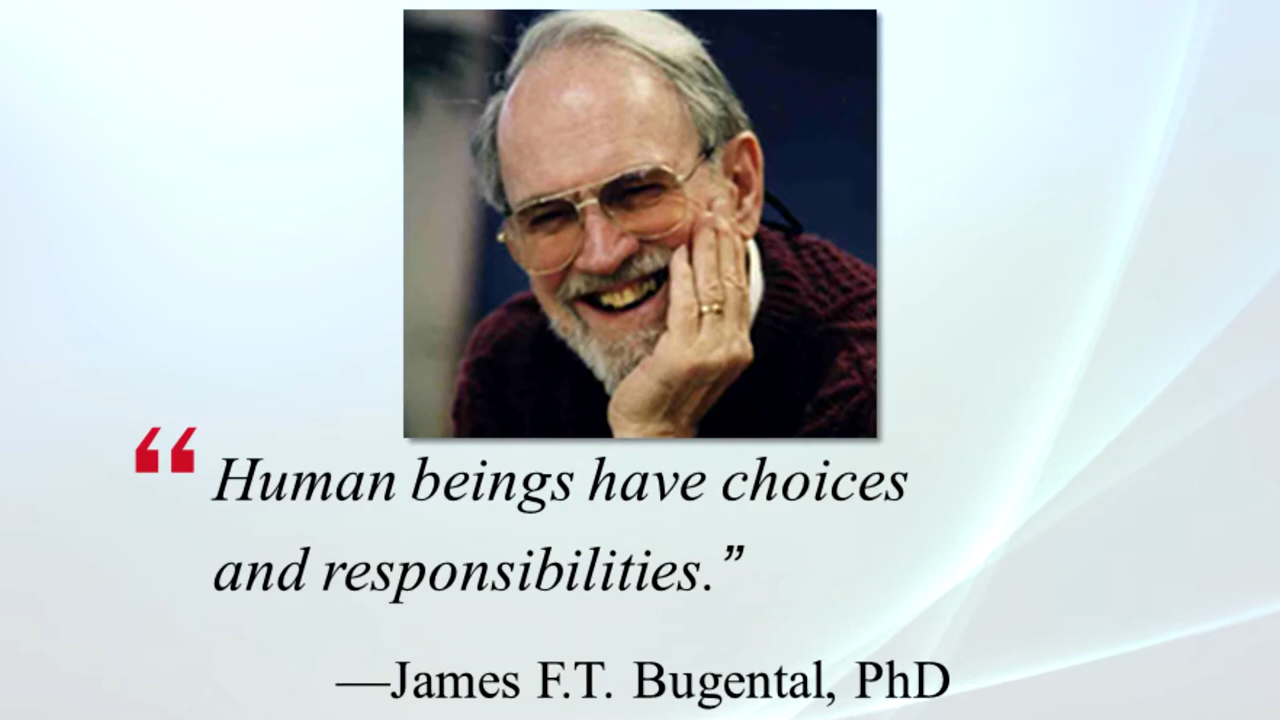 “Human beings have choices
and responsibilities.”
—James F.T. Bugental, PhD